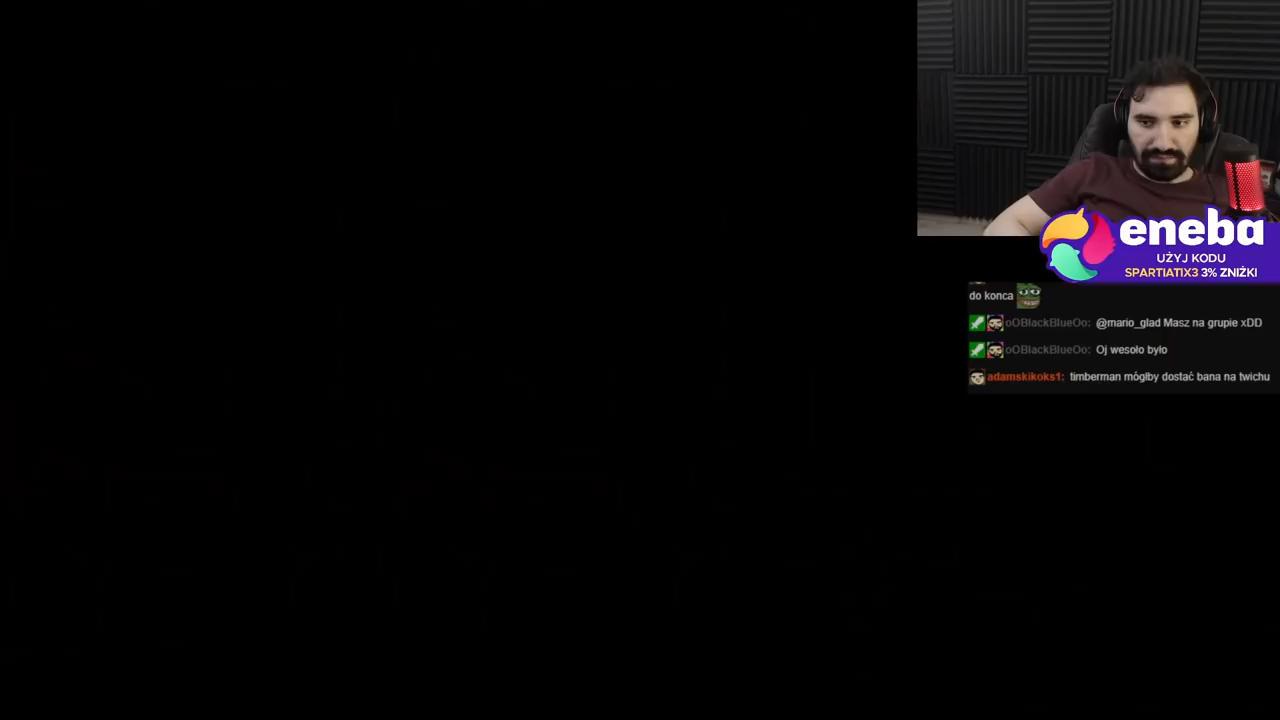 eneba
UŻYJ KODU
SPARTIATIX3 3% ZNIŻKI
do konca
oOBlackBlueOo: @mario_glad Masz na grupie xDD
oOBlackBlueOo: Oj wesoło było
adamskikoks1: timberman mógłby dostać bana na twichu